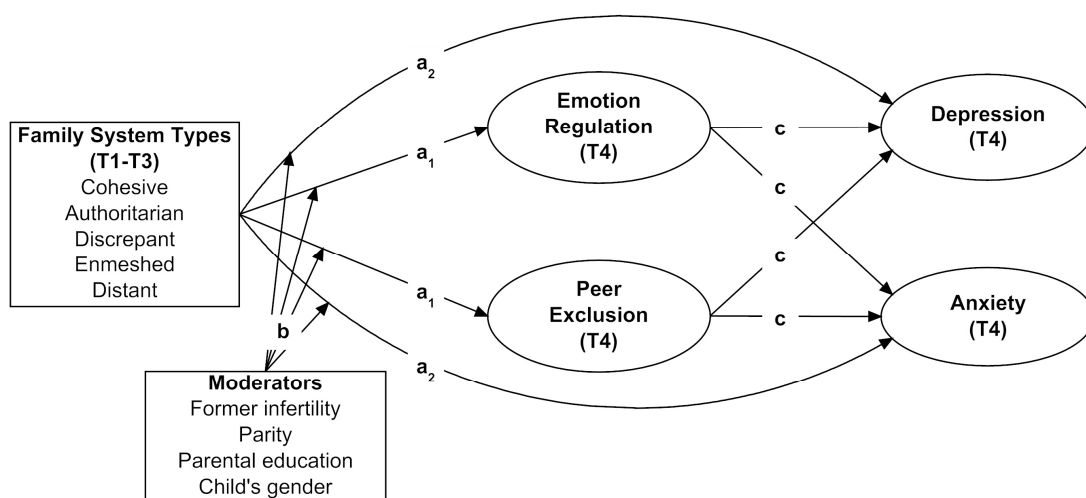 Family System Types
(T1-T3)
Cohesive
Authoritarian
Discrepant
Enmeshed
Distant
Moderators
Former infertility
Parity
Parental education
Child's gender
b
a2
a1
a1
a2
Emotion
Regulation
(T4)
Peer
Exclusion
(T4)
c
c
c
c
Depression
(T4)
Anxiety
(T4)